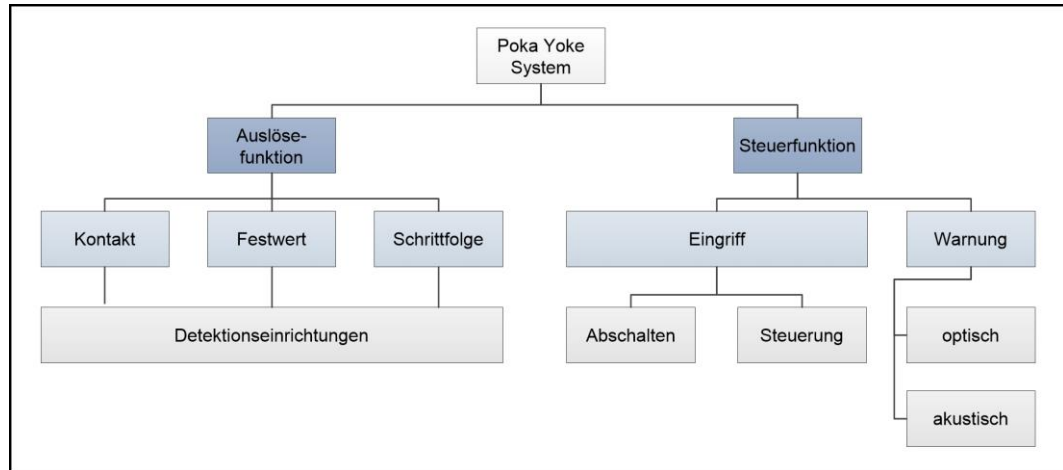 Poka Yoke
System
Auslöse-
funktion
Steuerfunktion
Kontakt
Festwert
Schrittfolge
Eingriff
Warnung
Detektionseinrichtungen
Abschalten
Steuerung
optisch
akustisch